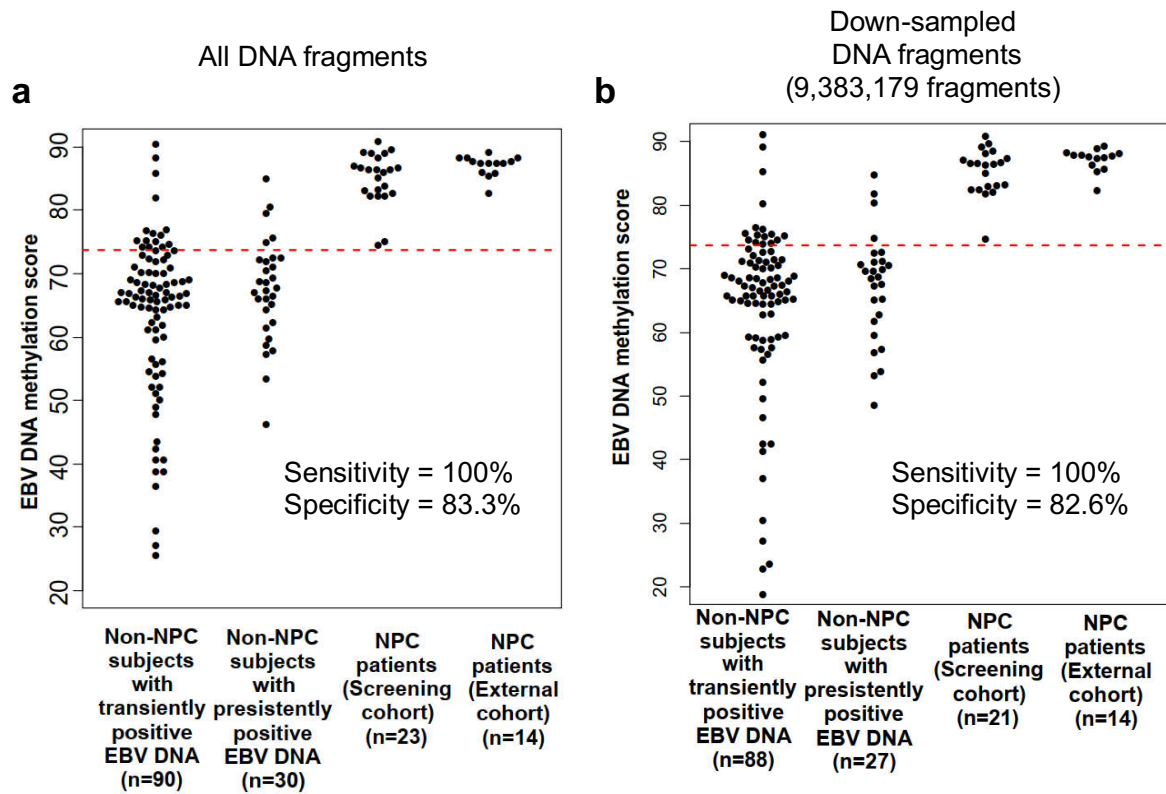 All DNA fragments
a
EBV DNA methylation score
90
80
70
60
50
40
30
20
Sensitivity = 100%
Specificity = 83.3%
Non-NPC
subjects
with
transiently
positive
EBV DNA
(n=90)
Non-NPC
subjects
with
presistently
positive
EBV DNA
(n=30)
NPC
patients
(Screening
cohort)
(n=23)
NPC
patients
(External
cohort)
(n=14)
Down-sampled
DNA fragments
(9,383,179 fragments)
b
EBV DNA methylation score
90
80
70
60
50
40
30
20
Sensitivity = 100%
Specificity = 82.6%
Non-NPC
subjects
with
transiently
positive
EBV DNA
(n=88)
Non-NPC
subjects
with
presistently
positive
EBV DNA
(n=27)
NPC
patients
(Screening
cohort)
(n=21)
NPC
patients
(External
cohort)
(n=14)